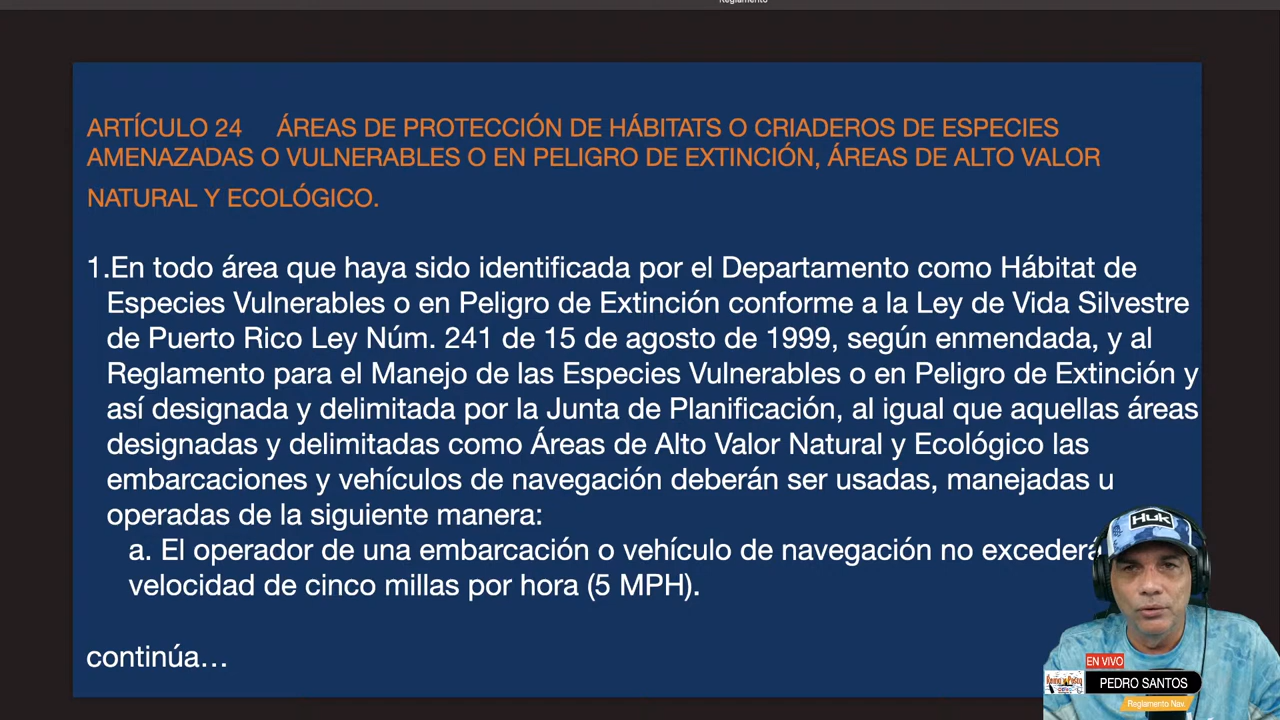 Reglamento
ARTÍCULO 24 ÁREAS DE PROTECCIÓN DE HÁBITATS O CRIADEROS DE ESPECIES
AMENAZADAS O VULNERABLES O EN PELIGRO DE EXTINCIÓN, ÁREAS DE ALTO VALOR
NATURAL Y ECOLÓGICO.
1.En todo área que haya sido identificada por el Departamento como Hábitat de
Especies Vulnerables o en Peligro de Extinción conforme a la Ley de Vida Silvestre
de Puerto Rico Ley Núm. 241 de 15 de agosto de 1999, según enmendada, y al
Reglamento para el Manejo de las Especies Vulnerables o en Peligro de Extinción y
así designada y delimitada por la Junta de Planificación, al igual que aquellas áreas
designadas y delimitadas como Áreas de Alto Valor Natural y Ecológico las
embarcaciones y vehículos de navegación deberán ser usadas, manejadas u
operadas de la siguiente manera:
a. El operador de una embarcación o vehículo de navegación no excederá
velocidad de cinco millas por hora (5 MPH).
continúa…
HUK
EN VIVO
PEDRO SANTOS
Reglamento Nav.